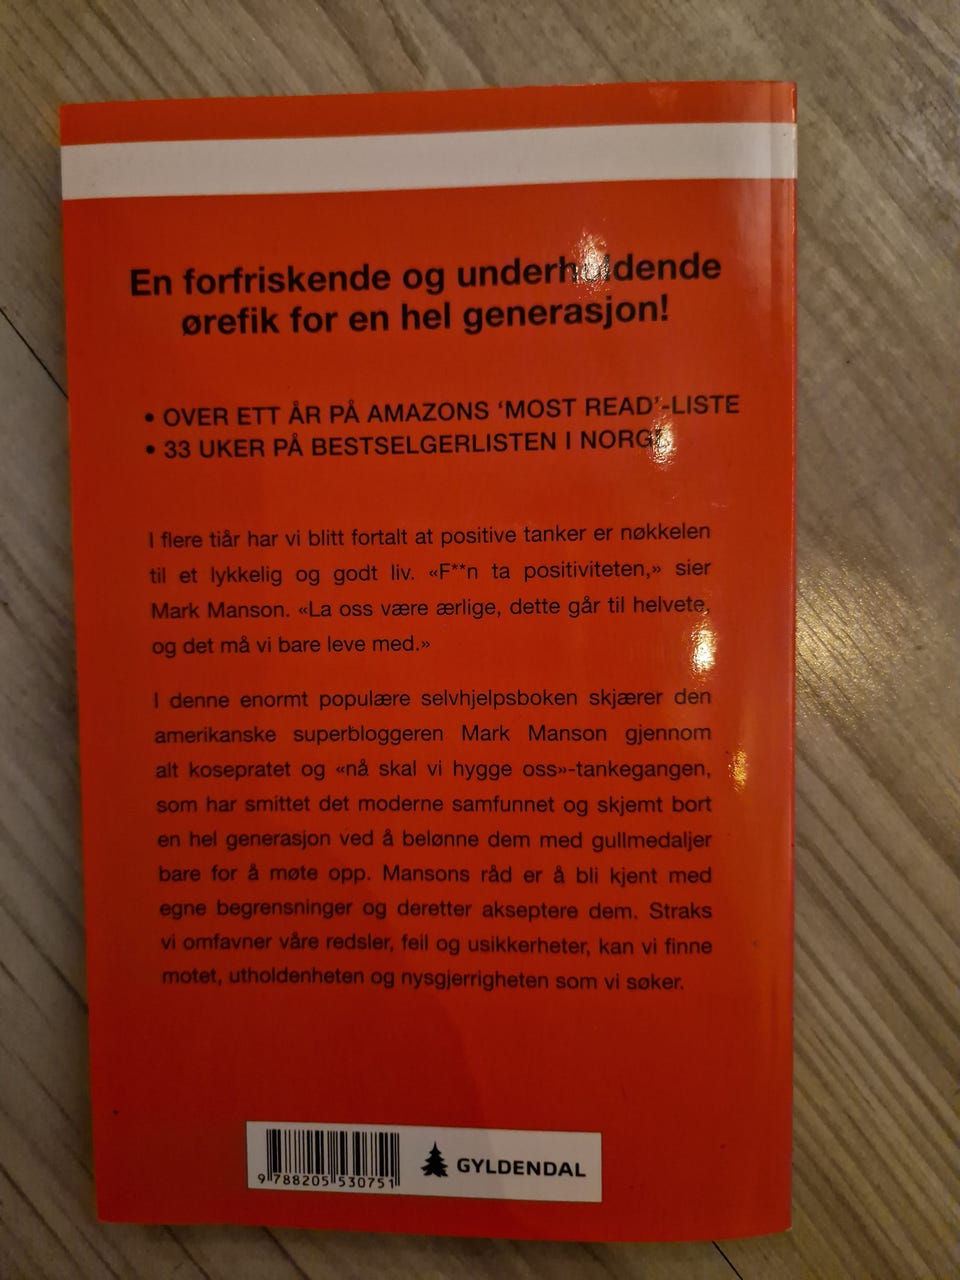 En forfriskende og underholdende
ørefik for en hel generasjon!
• OVER ETT ÅR PÅ AMAZONS ‘MOST READ’-LISTE
• 33 UKER PÅ BESTSELGERLISTEN I NORGE
I flere tiår har vi blitt fortalt at positive tanker er nøkkelen
til et lykkelig og godt liv. «F**n ta positiviteten,» sier
Mark Manson. «La oss være ærlige, dette går til helvete,
og det må vi bare leve med.»
I denne enormt populære selvhjelpsboken skjærer den
amerikanske superbloggeren Mark Manson gjennom
alt kosepratet og «nå skal vi hygge oss»-tankegangen,
som har smittet det moderne samfunnet og skjemt bort
en hel generasjon ved å belønne dem med gullmedaljer
bare for å møte opp. Mansons råd er å bli kjent med
egne begrensninger og deretter akseptere dem. Straks
vi omfavner våre redsler, feil og usikkerheter, kan vi finne
motet, utholdenheten og nysgjerrigheten som vi søker.
9 788205 530751
GYLDENDAL